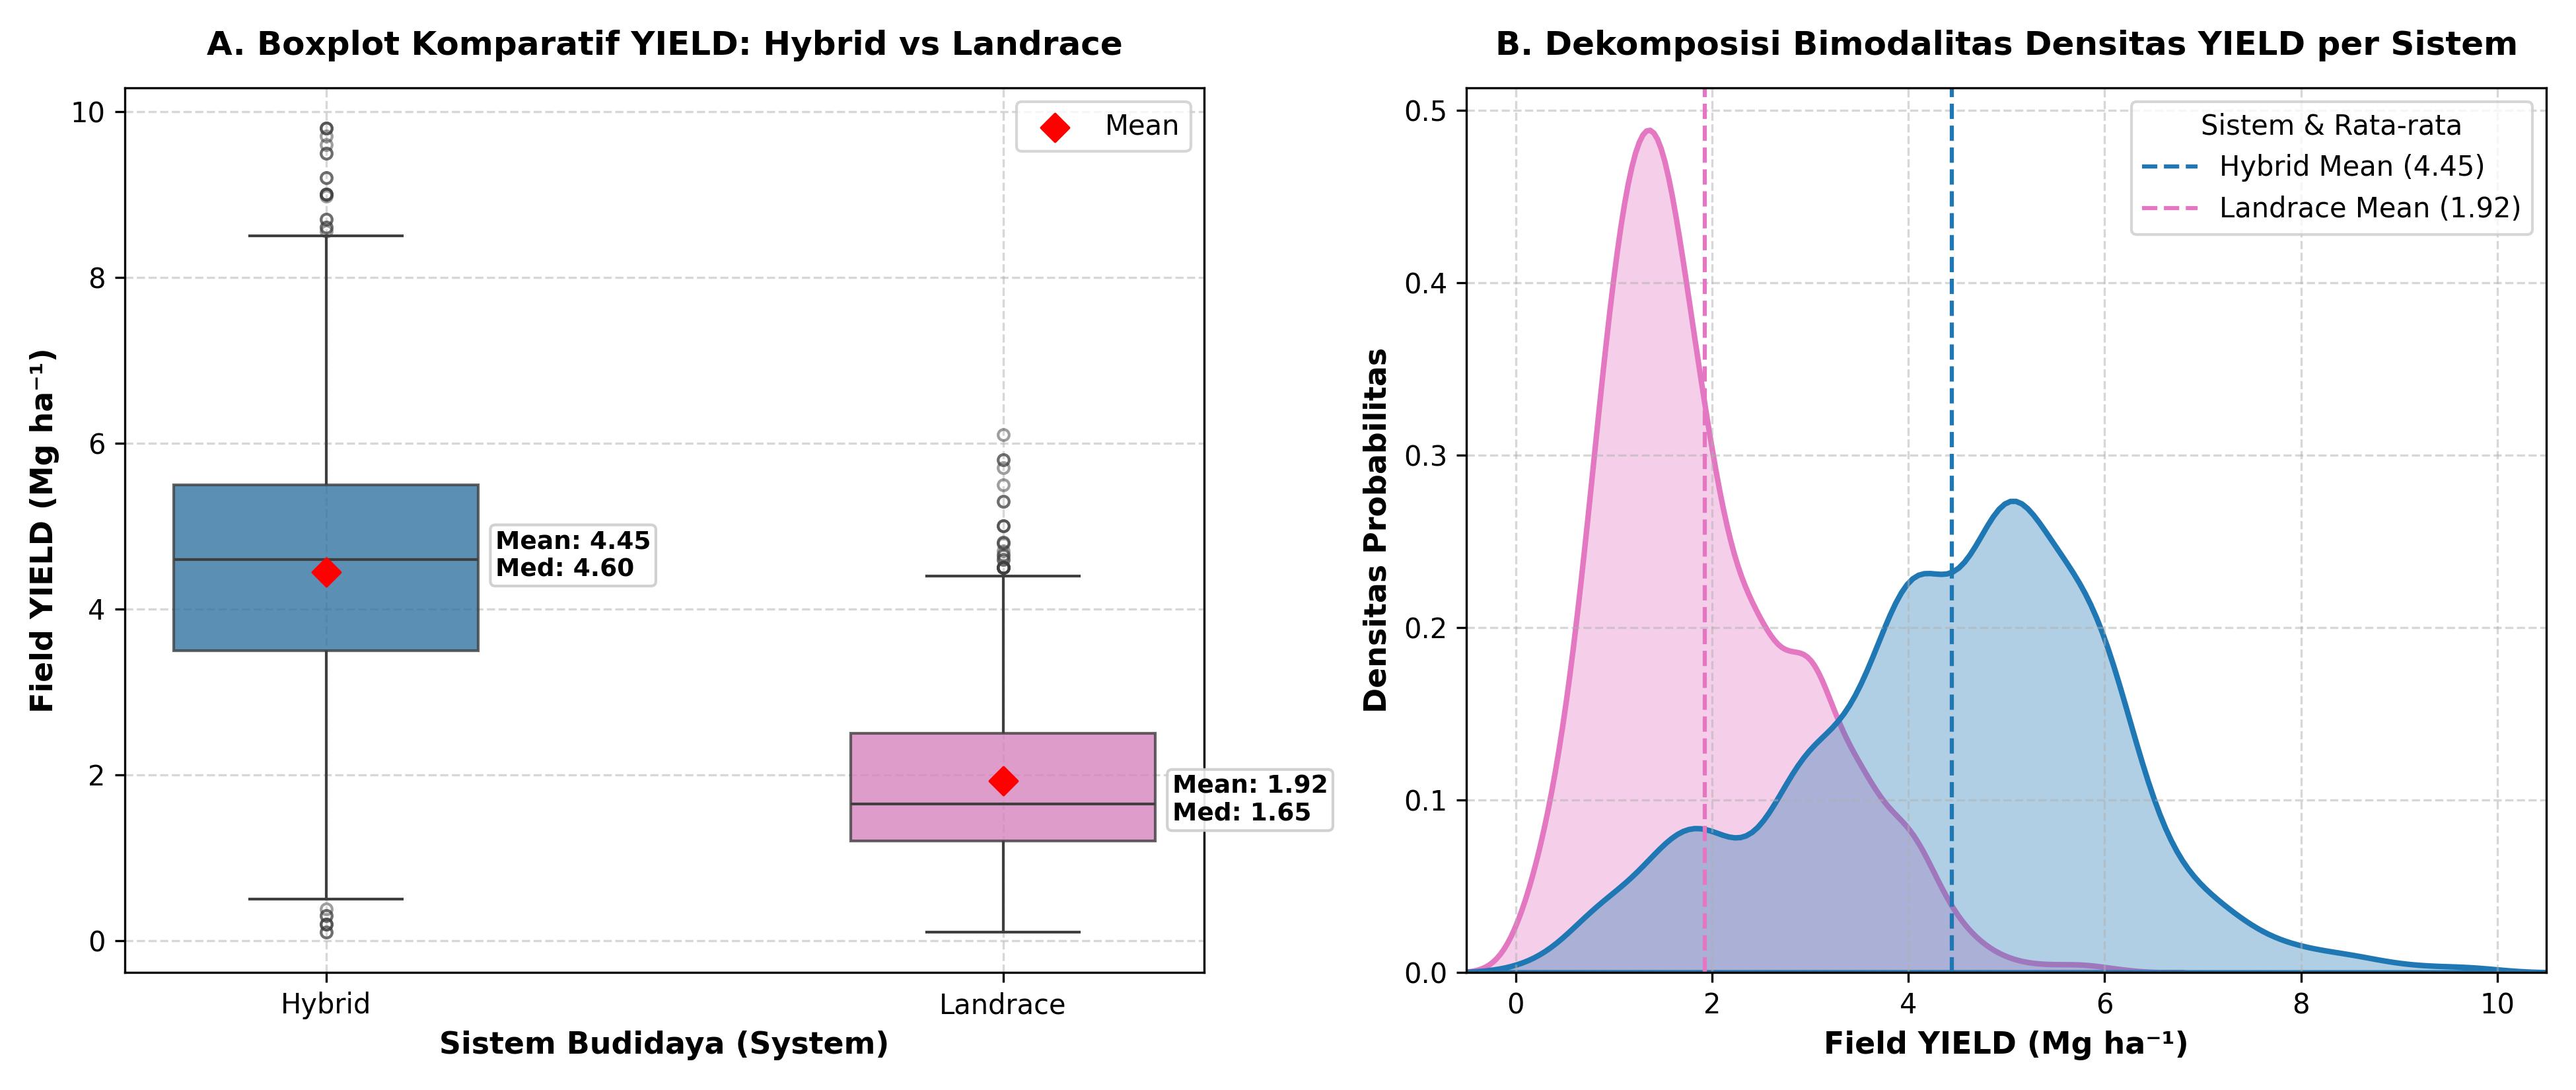 A. Boxplot Komparatif YIELD: Hybrid vs Landrace
10
8
6
4
2
0
Field YIELD (Mg ha⁻¹)
Mean
Mean: 4.45
Med: 4.60
Mean: 1.92
Med: 1.65
Hybrid
Landrace
Sistem Budidaya (System)
B. Dekomposisi Bimodalitas Densitas YIELD per Sistem
0.5
0.4
0.3
0.2
0.1
0.0
Densitas Probabilitas
Sistem & Rata-rata
Hybrid Mean (4.45)
Landrace Mean (1.92)
0 2 4 6 8 10
Field YIELD (Mg ha⁻¹)